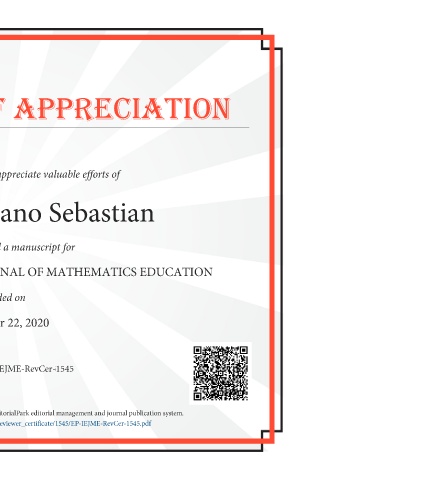 F APPRECIATION
appreciate valuable efforts of
ano Sebastian
d a manuscript for
NAL OF MATHEMATICS EDUCATION
ded on
r 22, 2020
EJME-RevCer-1545
torialPark editorial management and journal publication system.
eviewer_certificate/1545/EP-IEJME-RevCer-1545.pdf